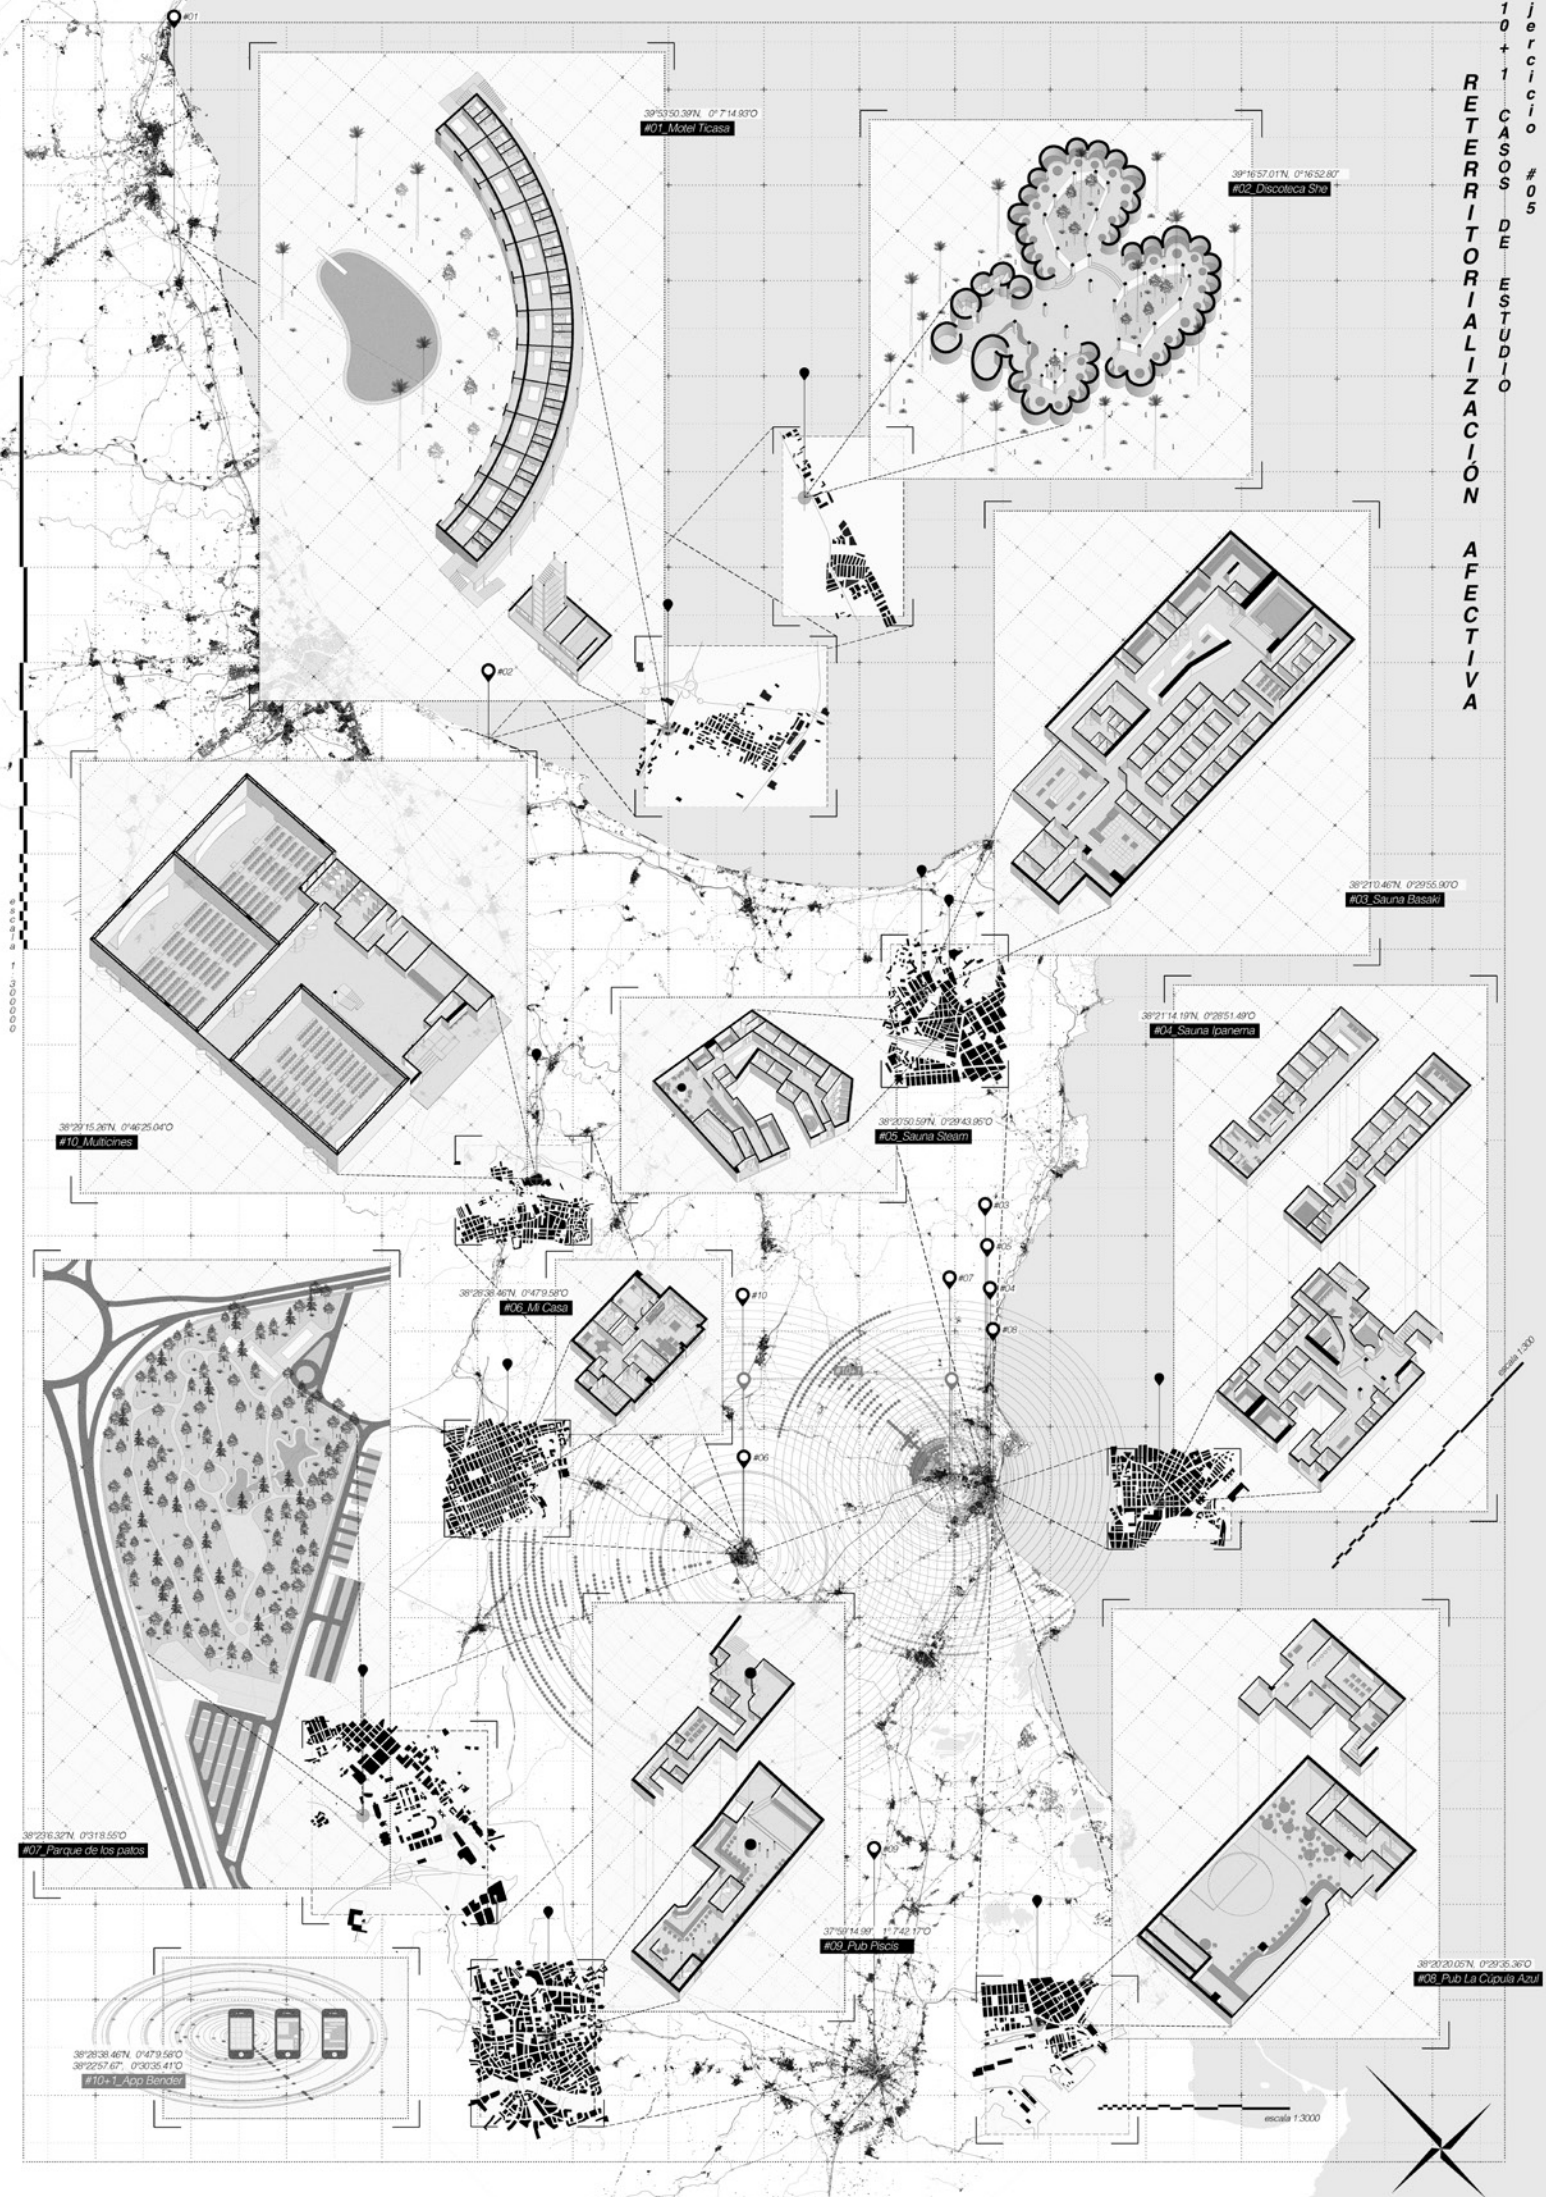 jercicio #05
10+1 CASOS DE ESTUDIO
RETERRITORIALIZACIÓN AFECTIVA
#01
39°53'50.39"N, 0° 7'14.93"O
#01_Motel Ticasa
39°16'57.01"N, 0°16'52.80"
#02_Discoteca She
#02
38°21'0.46"N, 0°29'55.90"O
#03_Sauna Basaki
escala 1:30000
38°21'14.19"N, 0°28'51.49"O
#04_Sauna Ipanema
38°29'15.26"N, 0°46'25.04"O
#10_Multicines
38°20'50.59"N, 0°29'43.95"O
#05_Sauna Steam
#03
#05
#07
#04
#10
#08
38°28'38.46"N, 0°47'9.58"O
#06_Mi Casa
escala 1:300
#06
38°23'6.32"N, 0°31'8.55"O
#07_Parque de los patos
#09
37°59'14.99", 1° 7'42.17"O
#09_Pub Piscis
38°20'20.05"N, 0°29'35.36"O
#08_Pub La Cúpula Azul
38°28'38.46"N, 0°47'9.58"O
38°22'57.67", 0°30'35.41"O
#10+1_App Bender
escala 1:3000